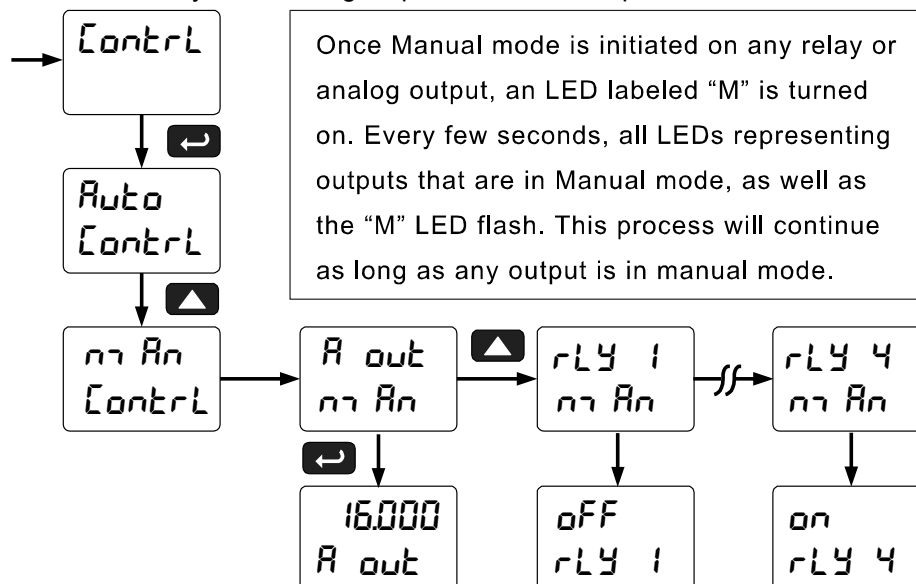 ContrL
Once Manual mode is initiated on any relay or
analog output, an LED labeled “M” is turned
on. Every few seconds, all LEDs representing
outputs that are in Manual mode, as well as
the “M” LED flash. This process will continue
as long as any output is in manual mode.
Auto
ContrL
mAn
ContrL
A out
mAn
rLY 1
mAn
rLY 4
mAn
16.000
A out
oFF
rLY 1
on
rLY 4